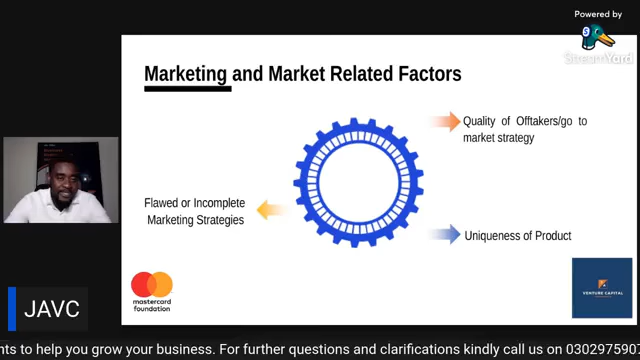 Powered by
StreamYard
Marketing and Market Related Factors
Quality of Offtakers/go to
market strategy
Flawed or Incomplete
Marketing Strategies
Uniqueness of Product
mastercard
foundation
VENTURE CAPITAL
JAVC
nts to help you grow your business. For further questions and clarifications kindly call us on 0302975907